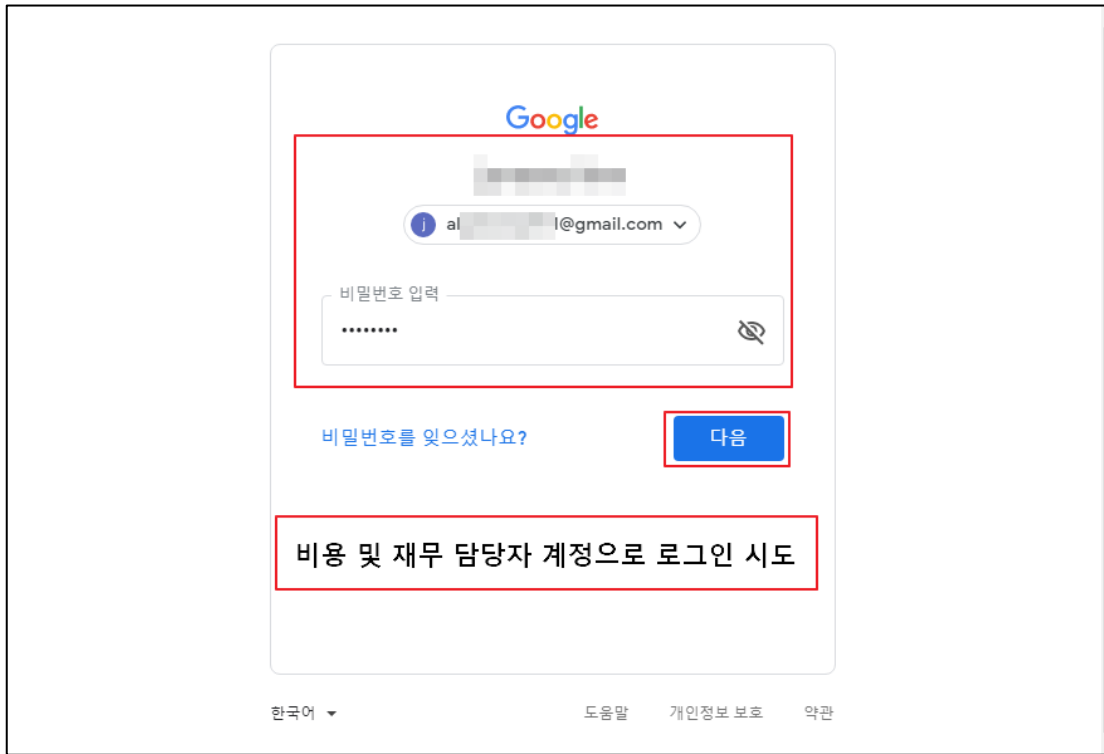 Google
al l@gmail.com
비밀번호 입력
••••••••
비밀번호를 잊으셨나요?
다음
비용 및 재무 담당자 계정으로 로그인 시도
한국어
도움말 개인정보 보호 약관